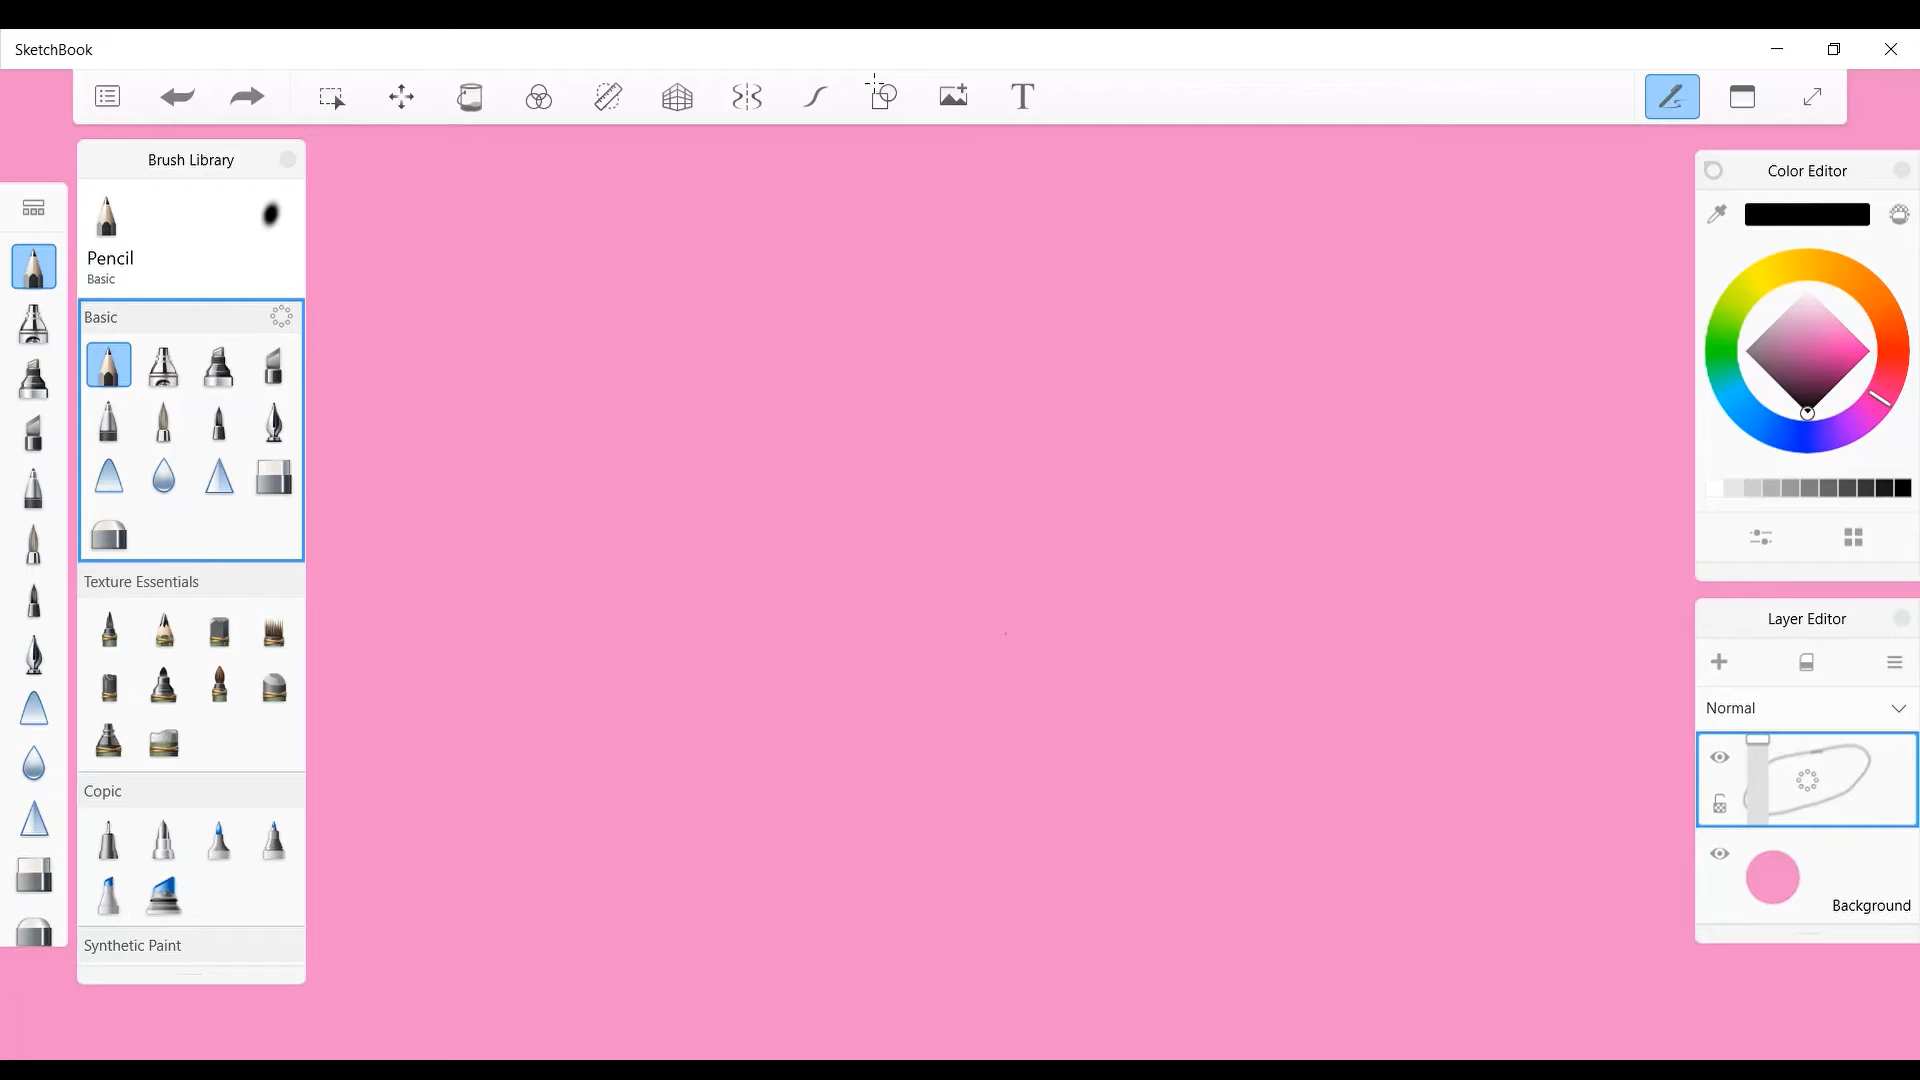 SketchBook
T
Brush Library
Pencil
Basic
Basic
Texture Essentials
Copic
Synthetic Paint
Color Editor
Layer Editor
Normal
Background